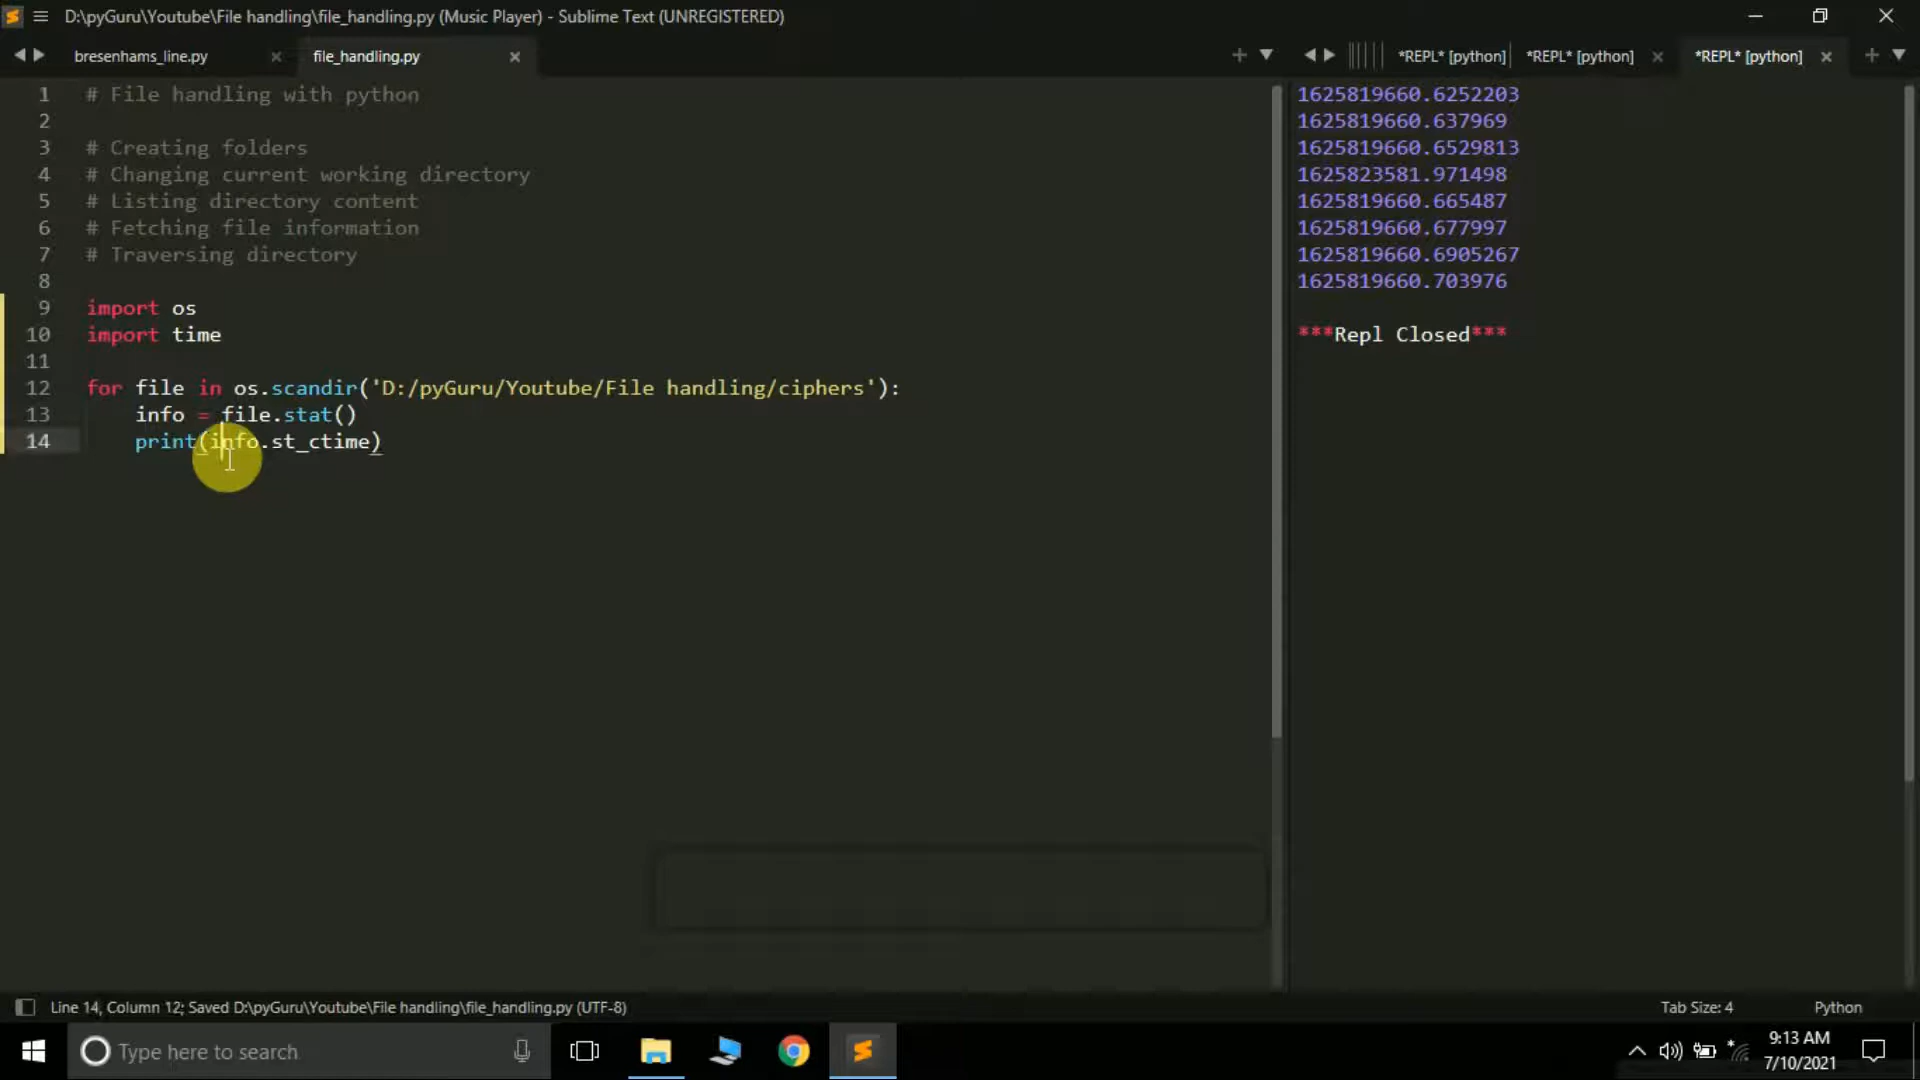 D:\pyGuru\Youtube\File handling\file_handling.py (Music Player) - Sublime Text (UNREGISTERED)
bresenhams_line.py
file_handling.py
*REPL* [python]
*REPL* [python]
*REPL* [python]
1 # File handling with python
2
3 # Creating folders
4 # Changing current working directory
5 # Listing directory content
6 # Fetching file information
7 # Traversing directory
8
9 import os
10 import time
11
12 for file in os.scandir('D:/pyGuru/Youtube/File handling/ciphers'):
13     info = file.stat()
14     print(info.st_ctime)
1625819660.6252203
1625819660.637969
1625819660.6529813
1625823581.971498
1625819660.665487
1625819660.677997
1625819660.6905267
1625819660.703976
***Repl Closed***
Line 14, Column 12; Saved D:\pyGuru\Youtube\File handling\file_handling.py (UTF-8)
Tab Size: 4
Python
Type here to search
9:13 AM
7/10/2021